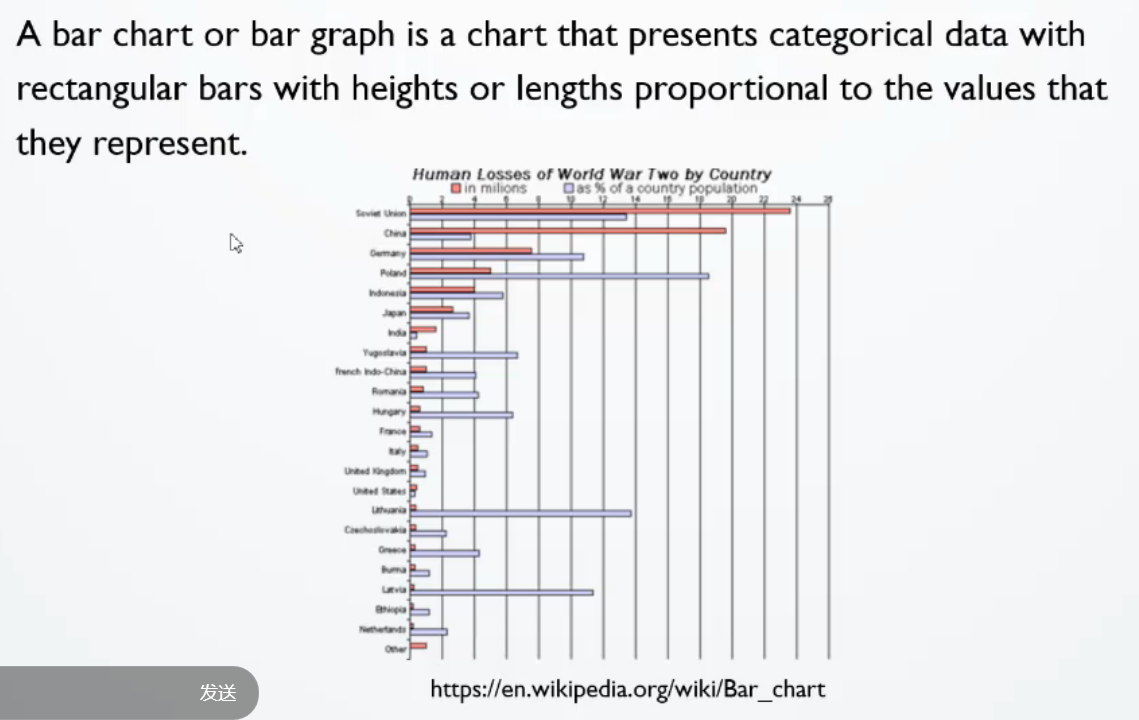 A bar chart or bar graph is a chart that presents categorical data with
rectangular bars with heights or lengths proportional to the values that
they represent.
Human Losses of World War Two by Country
in milions as % of a country population
0 2 4 6 8 10 12 14 16 18 20 22 24 28
Soviet Union
China
Germany
Poland
Indonesia
Japan
India
Yugoslavia
French Indo-China
Romania
Hungary
France
Italy
United Kingdom
United States
Lithuania
Czechoslovakia
Greece
Burma
Latvia
Ethiopia
Netherlands
Other
发送
https://en.wikipedia.org/wiki/Bar_chart